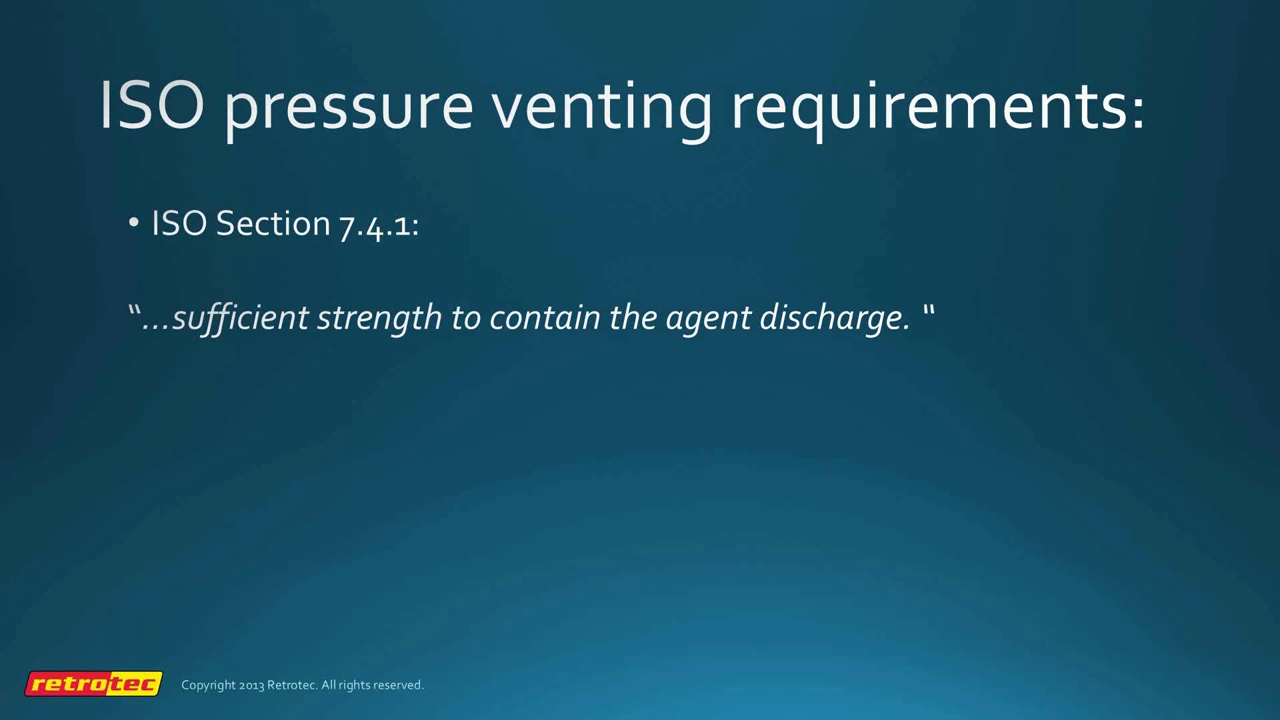 ISO pressure venting requirements:
• ISO Section 7.4.1:
“…sufficient strength to contain the agent discharge. “
retrotec
Copyright 2013 Retrotec. All rights reserved.